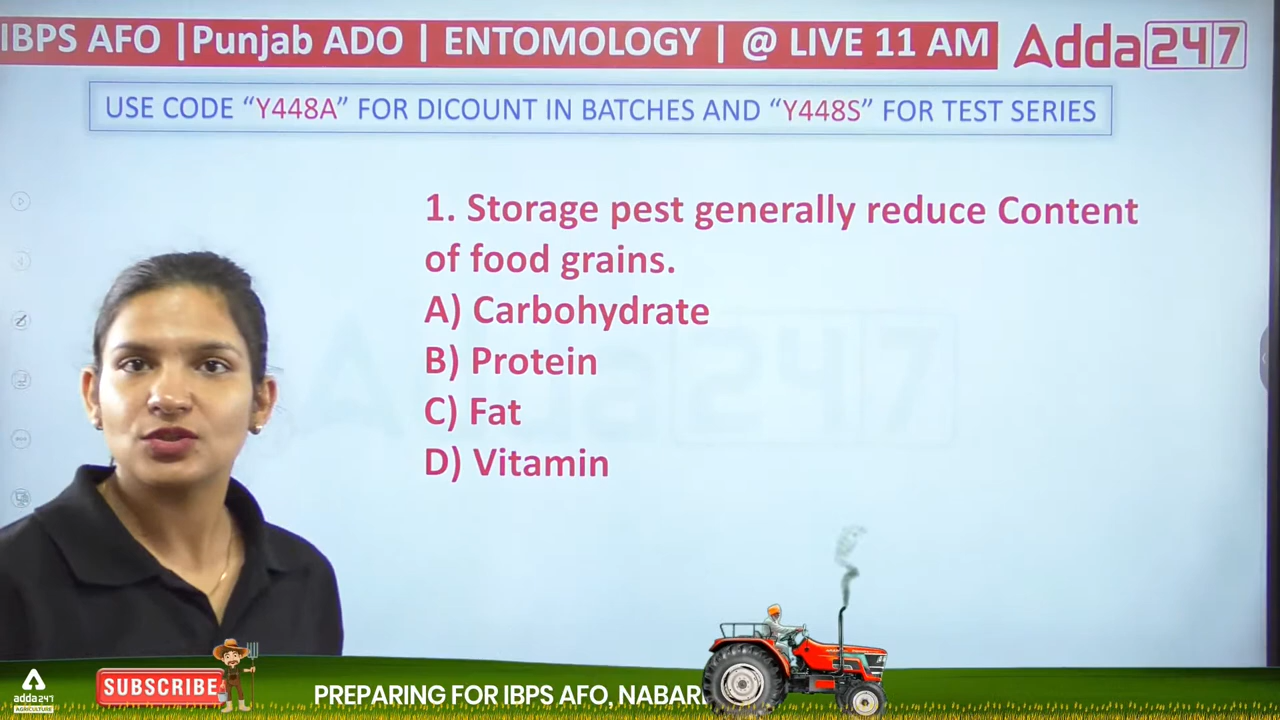 IBPS AFO |Punjab ADO | ENTOMOLOGY | @ LIVE 11 AM
Adda247
USE CODE “Y448A” FOR DICOUNT IN BATCHES AND “Y448S” FOR TEST SERIES
1. Storage pest generally reduce Content
of food grains.
A) Carbohydrate
B) Protein
C) Fat
D) Vitamin
adda247
AGRICULTURE
SUBSCRIBE
PREPARING FOR IBPS AFO, NABAR